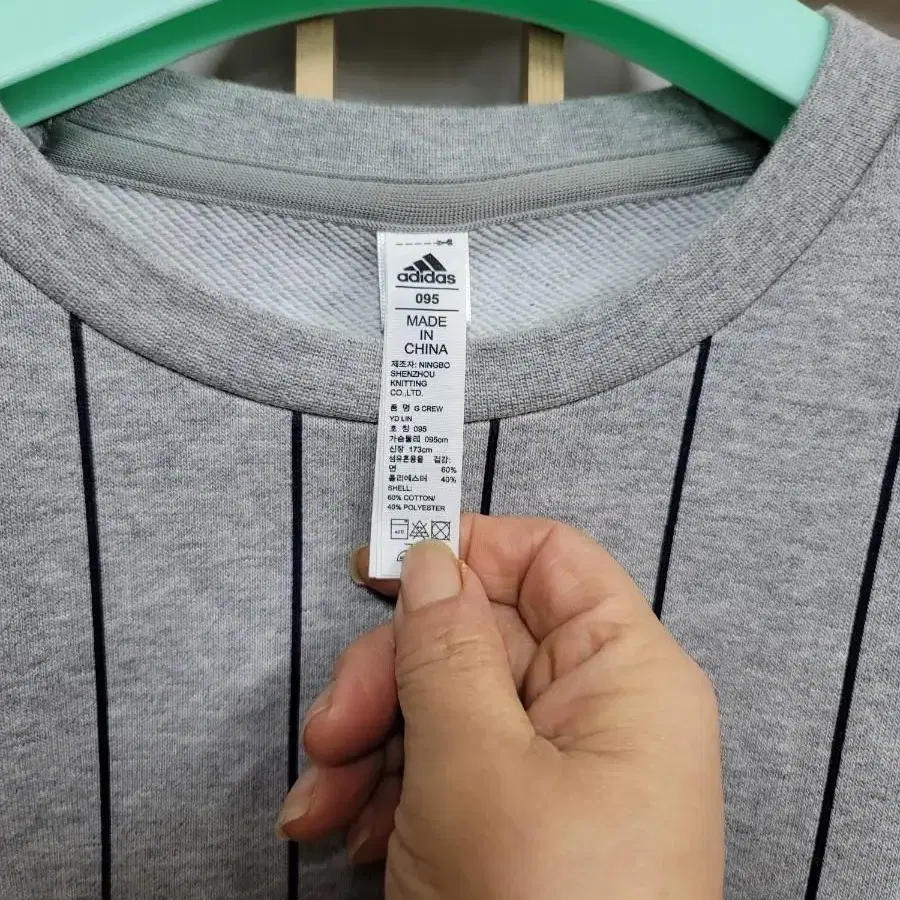 adidas
095
MADE
IN
CHINA
제조자: NINGBO
SHENZHOU
KNITTING
CO.,LTD.
품 명 G CREW
YD LIN
호 칭 095
가슴둘레 095cm
신장 173cm
섬유혼용율 겉감:
면 60%
폴리에스터 40%
SHELL:
60% COTTON/
40% POLYESTER